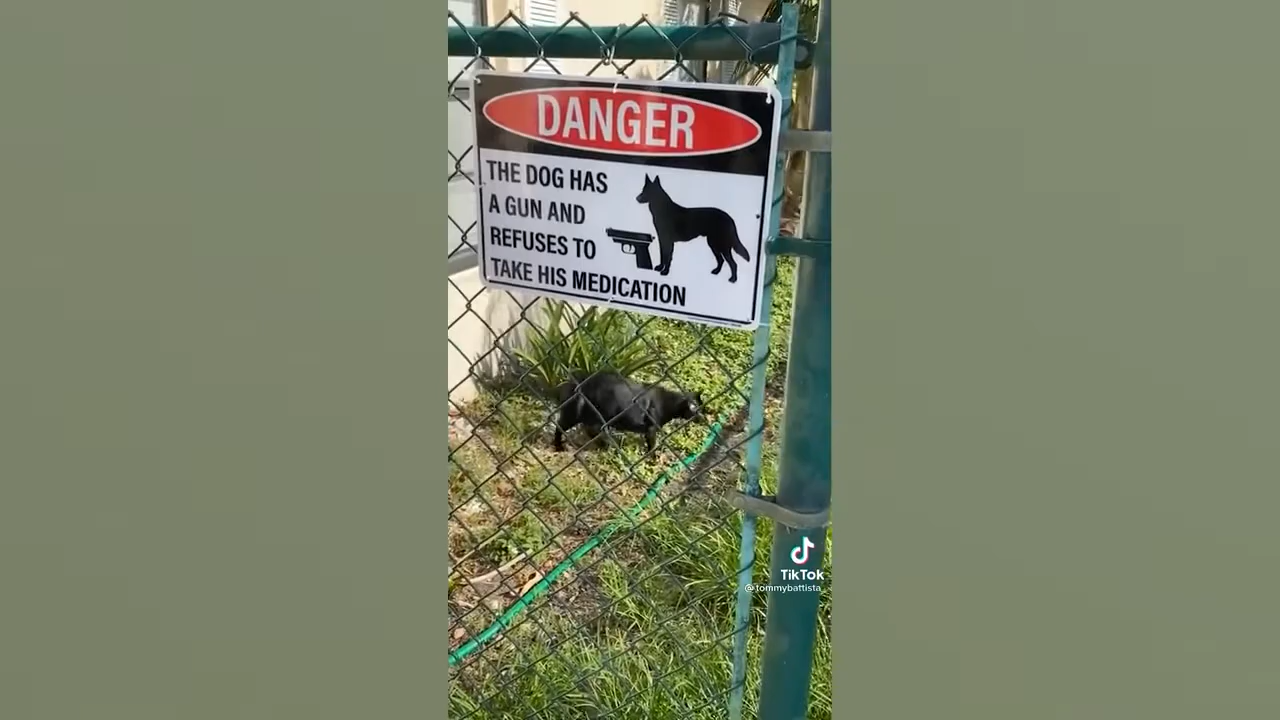 DANGER
THE DOG HAS
A GUN AND
REFUSES TO
TAKE HIS MEDICATION
TikTok
@tommybattista